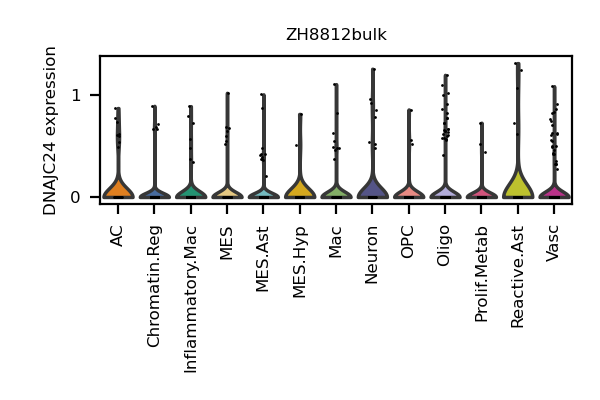 ZH8812bulk
DNAJC24 expression
1
0
AC
Chromatin.Reg
Inflammatory.Mac
MES
MES.Ast
MES.Hyp
Mac
Neuron
OPC
Oligo
Prolif.Metab
Reactive.Ast
Vasc